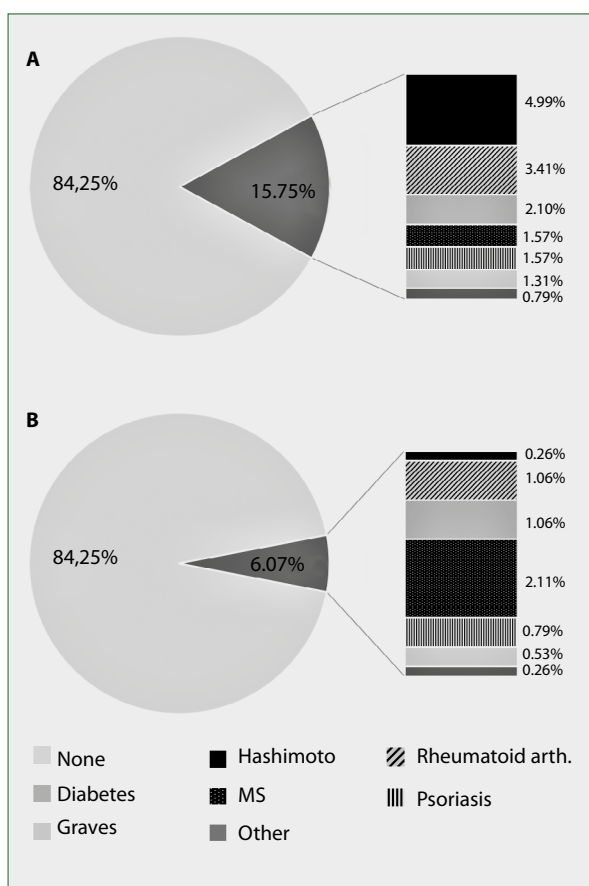 A
84,25%
15.75%
4.99%
3.41%
2.10%
1.57%
1.57%
1.31%
0.79%
B
84,25%
6.07%
0.26%
1.06%
1.06%
2.11%
0.79%
0.53%
0.26%
None
Hashimoto
Rheumatoid arth.
Diabetes
MS
Psoriasis
Graves
Other